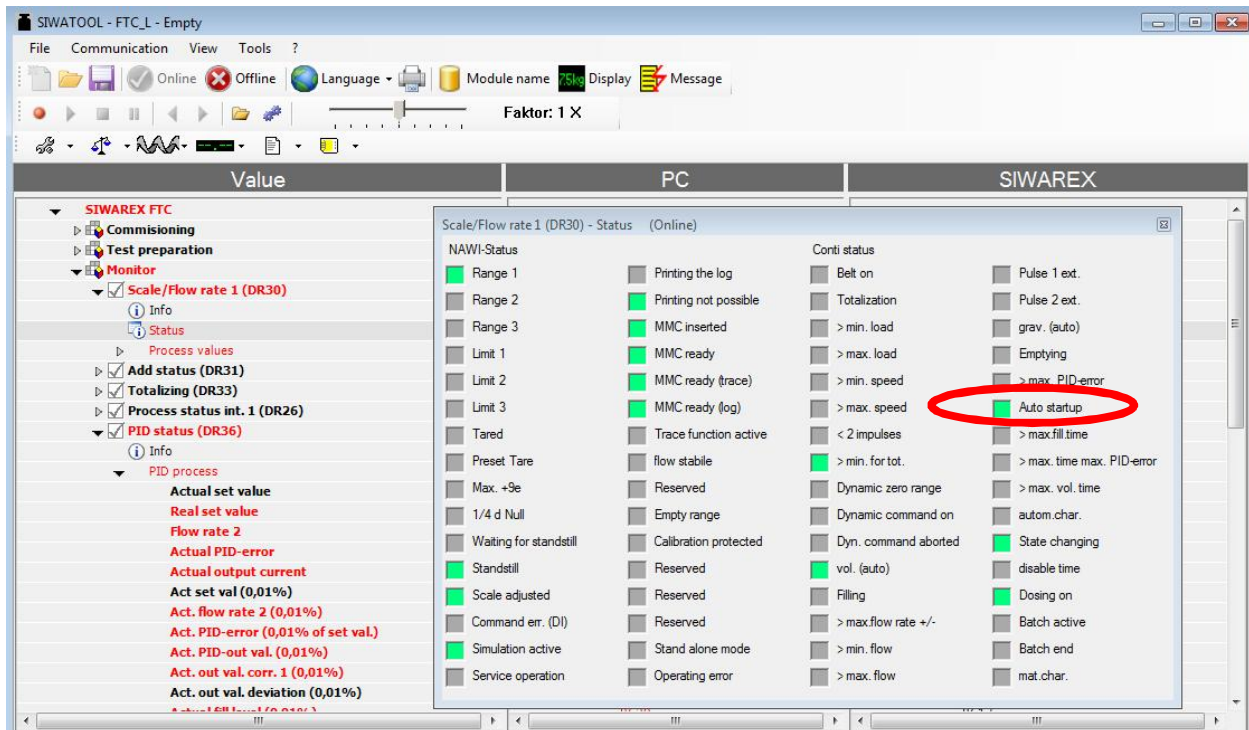 SIWATOOL - FTC_L - Empty
File Communication View Tools ?
Online Offline Language Module name 7.5kg Display Message
Faktor: 1 X
Value PC SIWAREX
SIWAREX FTC
Commisioning
Test preparation
Monitor
Scale/Flow rate 1 (DR30)
Info
Status
Process values
Add status (DR31)
Totalizing (DR33)
Process status int. 1 (DR26)
PID status (DR36)
Info
PID process
Actual set value
Real set value
Flow rate 2
Actual PID-error
Actual output current
Act set val (0,01%)
Act. flow rate 2 (0,01%)
Act. PID-error (0,01% of set val.)
Act. PID-out val. (0,01%)
Act. out val. corr. 1 (0,01%)
Act. out val. deviation (0,01%)
Scale/Flow rate 1 (DR30) - Status (Online)
NAWI-Status
Range 1
Range 2
Range 3
Limit 1
Limit 2
Limit 3
Tared
Preset Tare
Max. +9e
1/4 d Null
Waiting for standstill
Standstill
Scale adjusted
Command err. (DI)
Simulation active
Service operation
Printing the log
Printing not possible
MMC inserted
MMC ready
MMC ready (trace)
MMC ready (log)
Trace function active
flow stabile
Reserved
Empty range
Calibration protected
Reserved
Reserved
Reserved
Stand alone mode
Operating error
Conti status
Belt on
Totalization
> min. load
> max. load
> min. speed
> max. speed
< 2 impulses
> min. for tot.
Dynamic zero range
Dynamic command on
Dyn. command aborted
vol. (auto)
Filling
> max.flow rate +/-
> min. flow
> max. flow
Pulse 1 ext.
Pulse 2 ext.
grav. (auto)
Emptying
> max. PID-error
Auto startup
> max.fill.time
> max. time max. PID-error
> max. vol. time
autom.char.
State changing
disable time
Dosing on
Batch active
Batch end
mat.char.